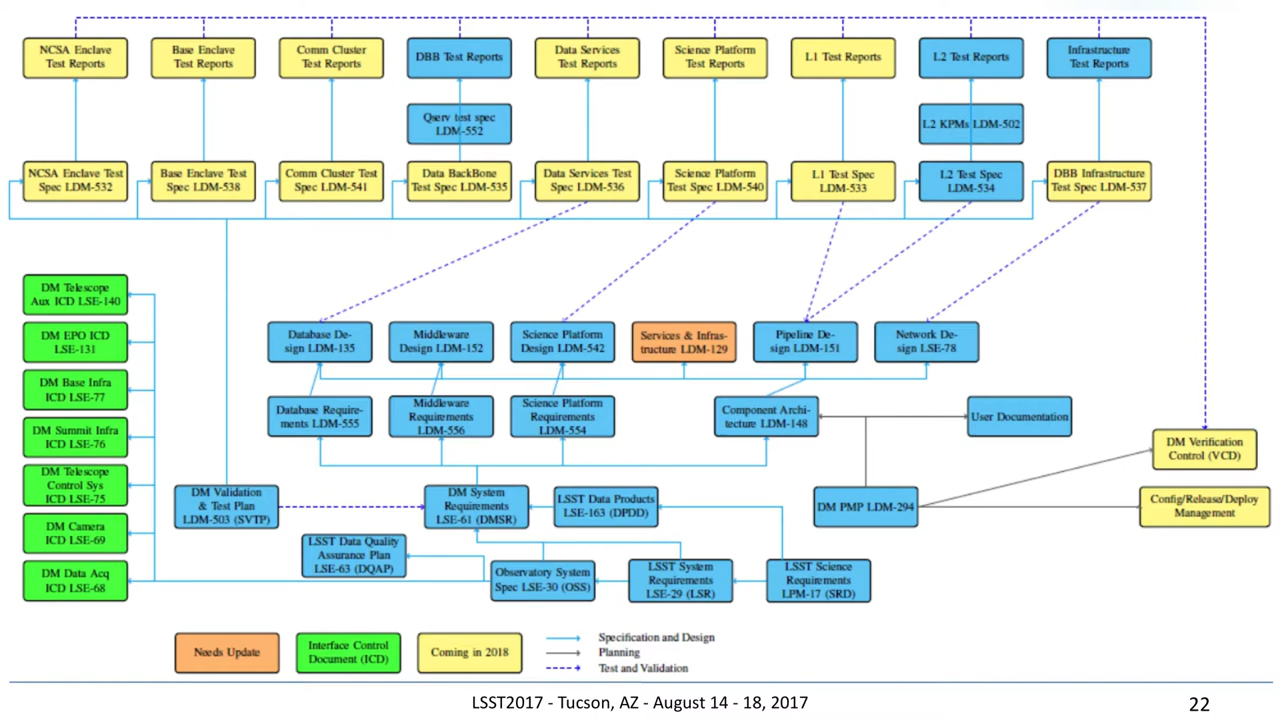 NCSA Enclave
Test Reports
Base Enclave
Test Reports
Comm Cluster
Test Reports
DBB Test Reports
Data Services
Test Reports
Science Platform
Test Reports
L1 Test Reports
L2 Test Reports
Infrastructure
Test Reports
Qserv test spec
LDM-552
L2 KPMs LDM-502
NCSA Enclave Test
Spec LDM-532
Base Enclave Test
Spec LDM-538
Comm Cluster Test
Spec LDM-541
Data BackBone
Test Spec LDM-535
Data Services Test
Spec LDM-536
Science Platform
Test Spec LDM-540
L1 Test Spec
LDM-533
L2 Test Spec
LDM-534
DBB Infrastructure
Test Spec LDM-537
DM Telescope
Aux ICD LSE-140
DM EPO ICD
LSE-131
DM Base Infra
ICD LSE-77
DM Summit Infra
ICD LSE-76
DM Telescope
Control Sys
ICD LSE-75
DM Camera
ICD LSE-69
DM Data Acq
ICD LSE-68
Database De-
sign LDM-135
Middleware
Design LDM-152
Science Platform
Design LDM-542
Services & Infras-
tructure LDM-129
Pipeline De-
sign LDM-151
Network De-
sign LSE-78
Database Require-
ments LDM-555
Middleware
Requirements
LDM-556
Science Platform
Requirements
LDM-554
Component Archi-
tecture LDM-148
User Documentation
DM Verification
Control (VCD)
DM Validation
& Test Plan
LDM-503 (SVTP)
DM System
Requirements
LSE-61 (DMSR)
LSST Data Products
LSE-163 (DPDD)
DM PMP LDM-294
Config/Release/Deploy
Management
LSST Data Quality
Assurance Plan
LSE-63 (DQAP)
Observatory System
Spec LSE-30 (OSS)
LSST System
Requirements
LSE-29 (LSR)
LSST Science
Requirements
LPM-17 (SRD)
Needs Update
Interface Control
Document (ICD)
Coming in 2018
Specification and Design
Planning
Test and Validation
LSST2017 - Tucson, AZ - August 14 - 18, 2017
22